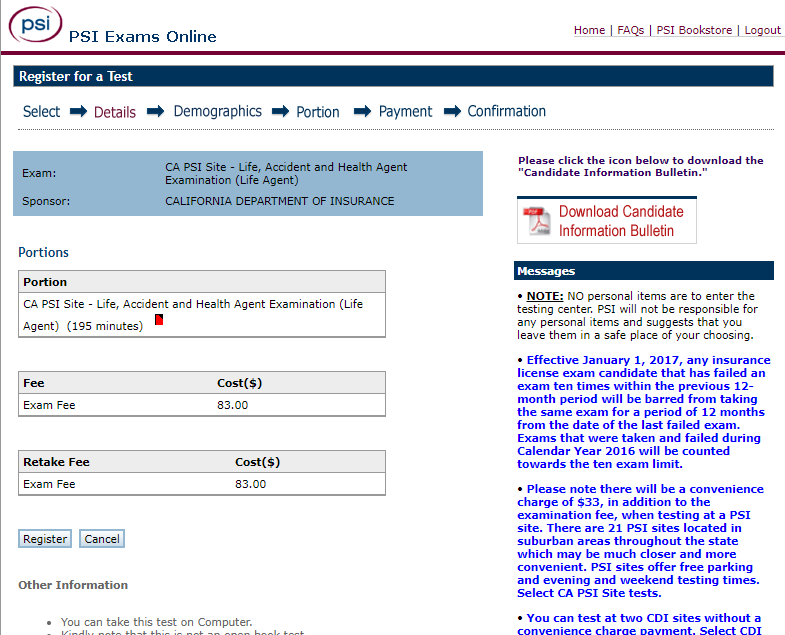 psi
PSI Exams Online
Home | FAQs | PSI Bookstore | Logout
Register for a Test
Select Details Demographics Portion Payment Confirmation
Exam: CA PSI Site - Life, Accident and Health Agent
Examination (Life Agent)
Sponsor: CALIFORNIA DEPARTMENT OF INSURANCE
Portions
Portion
CA PSI Site - Life, Accident and Health Agent Examination (Life
Agent) (195 minutes)
Fee Cost($)
Exam Fee 83.00
Retake Fee Cost($)
Exam Fee 83.00
Register Cancel
Other Information
• You can take this test on Computer.
• Kindly note that this is not an open book test.
Please click the icon below to download the
"Candidate Information Bulletin."
PDF
Download Candidate
Information Bulletin
Messages
• NOTE: NO personal items are to enter the
testing center. PSI will not be responsible for
any personal items and suggests that you
leave them in a safe place of your choosing.
• Effective January 1, 2017, any insurance
license exam candidate that has failed an
exam ten times within the previous 12-
month period will be barred from taking
the same exam for a period of 12 months
from the date of the last failed exam.
Exams that were taken and failed during
Calendar Year 2016 will be counted
towards the ten exam limit.
• Please note there will be a convenience
charge of $33, in addition to the
examination fee, when testing at a PSI
site. There are 21 PSI sites located in
suburban areas throughout the state
which may be much closer and more
convenient. PSI sites offer free parking
and evening and weekend testing times.
Select CA PSI Site tests.
• You can test at two CDI sites without a
convenience charge payment. Select CDI